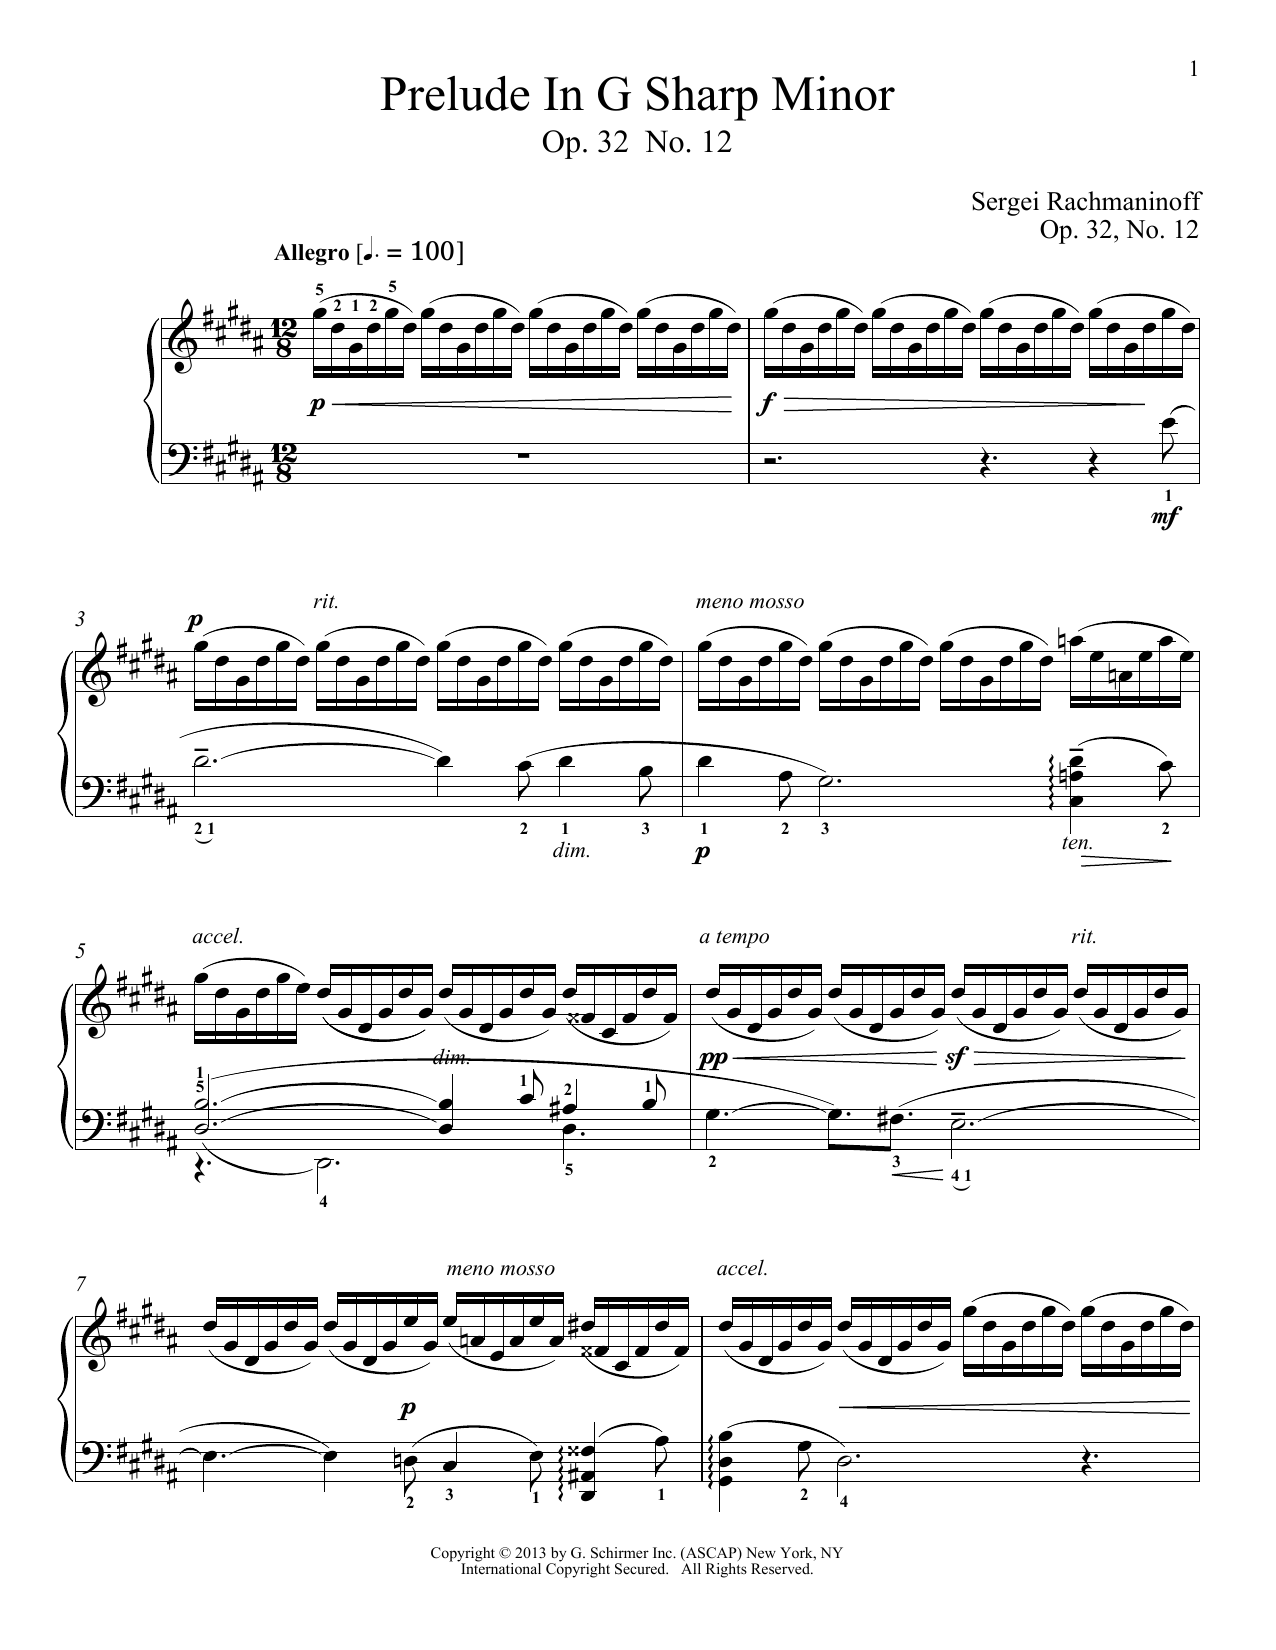 1
Prelude In G Sharp Minor
Op. 32 No. 12
Sergei Rachmaninoff
Op. 32, No. 12
Allegro [♩. = 100]
5 2 1 2 5
12 8
p f
12 8
1
mf
3 p rit. meno mosso
2 1 2 1 3 1 2 3 2
dim. p ten.
5 accel. a tempo rit.
dim. pp sf
1 5 1 2 1
4 5 2 3 4 1
7 meno mosso accel.
p
2 3 1 1 2 4
Copyright © 2013 by G. Schirmer Inc. (ASCAP) New York, NY
International Copyright Secured. All Rights Reserved.